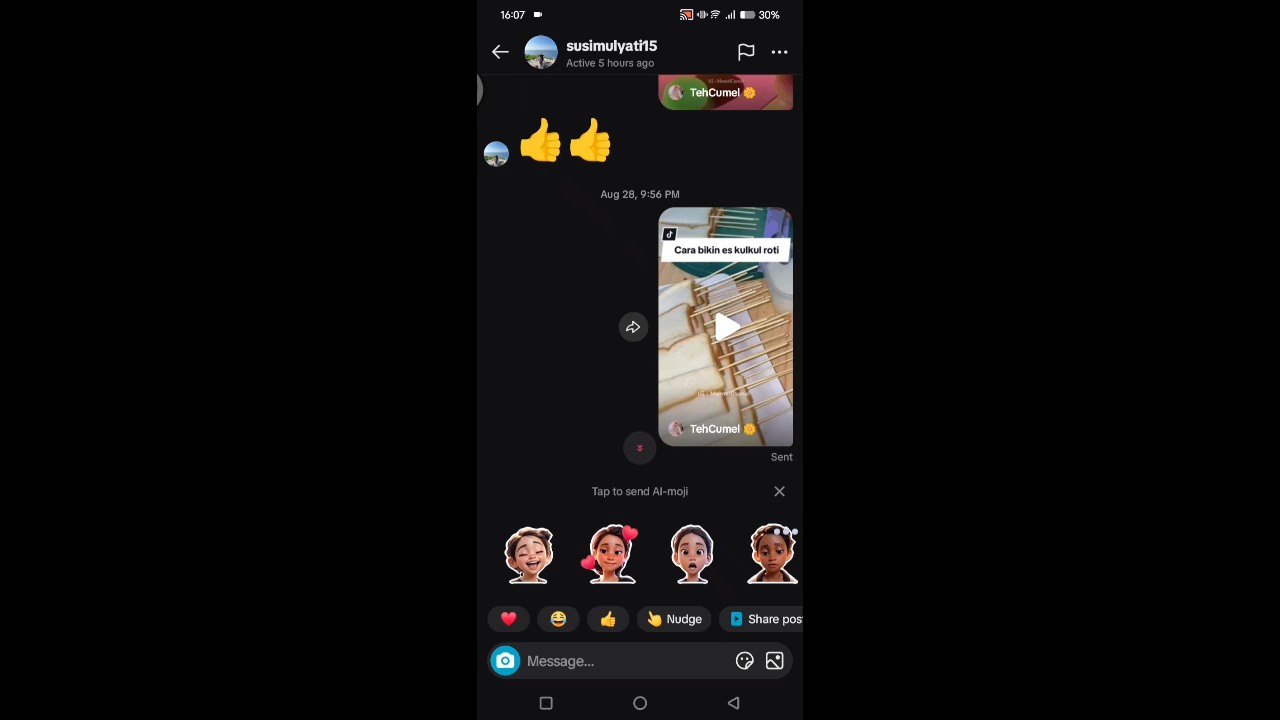 16:07
30%
susimulyati15
Active 5 hours ago
TehCumel
Aug 28, 9:56 PM
Cara bikin es kulkul roti
TehCumel
Sent
Tap to send AI-moji
Nudge
Share pos
Message...